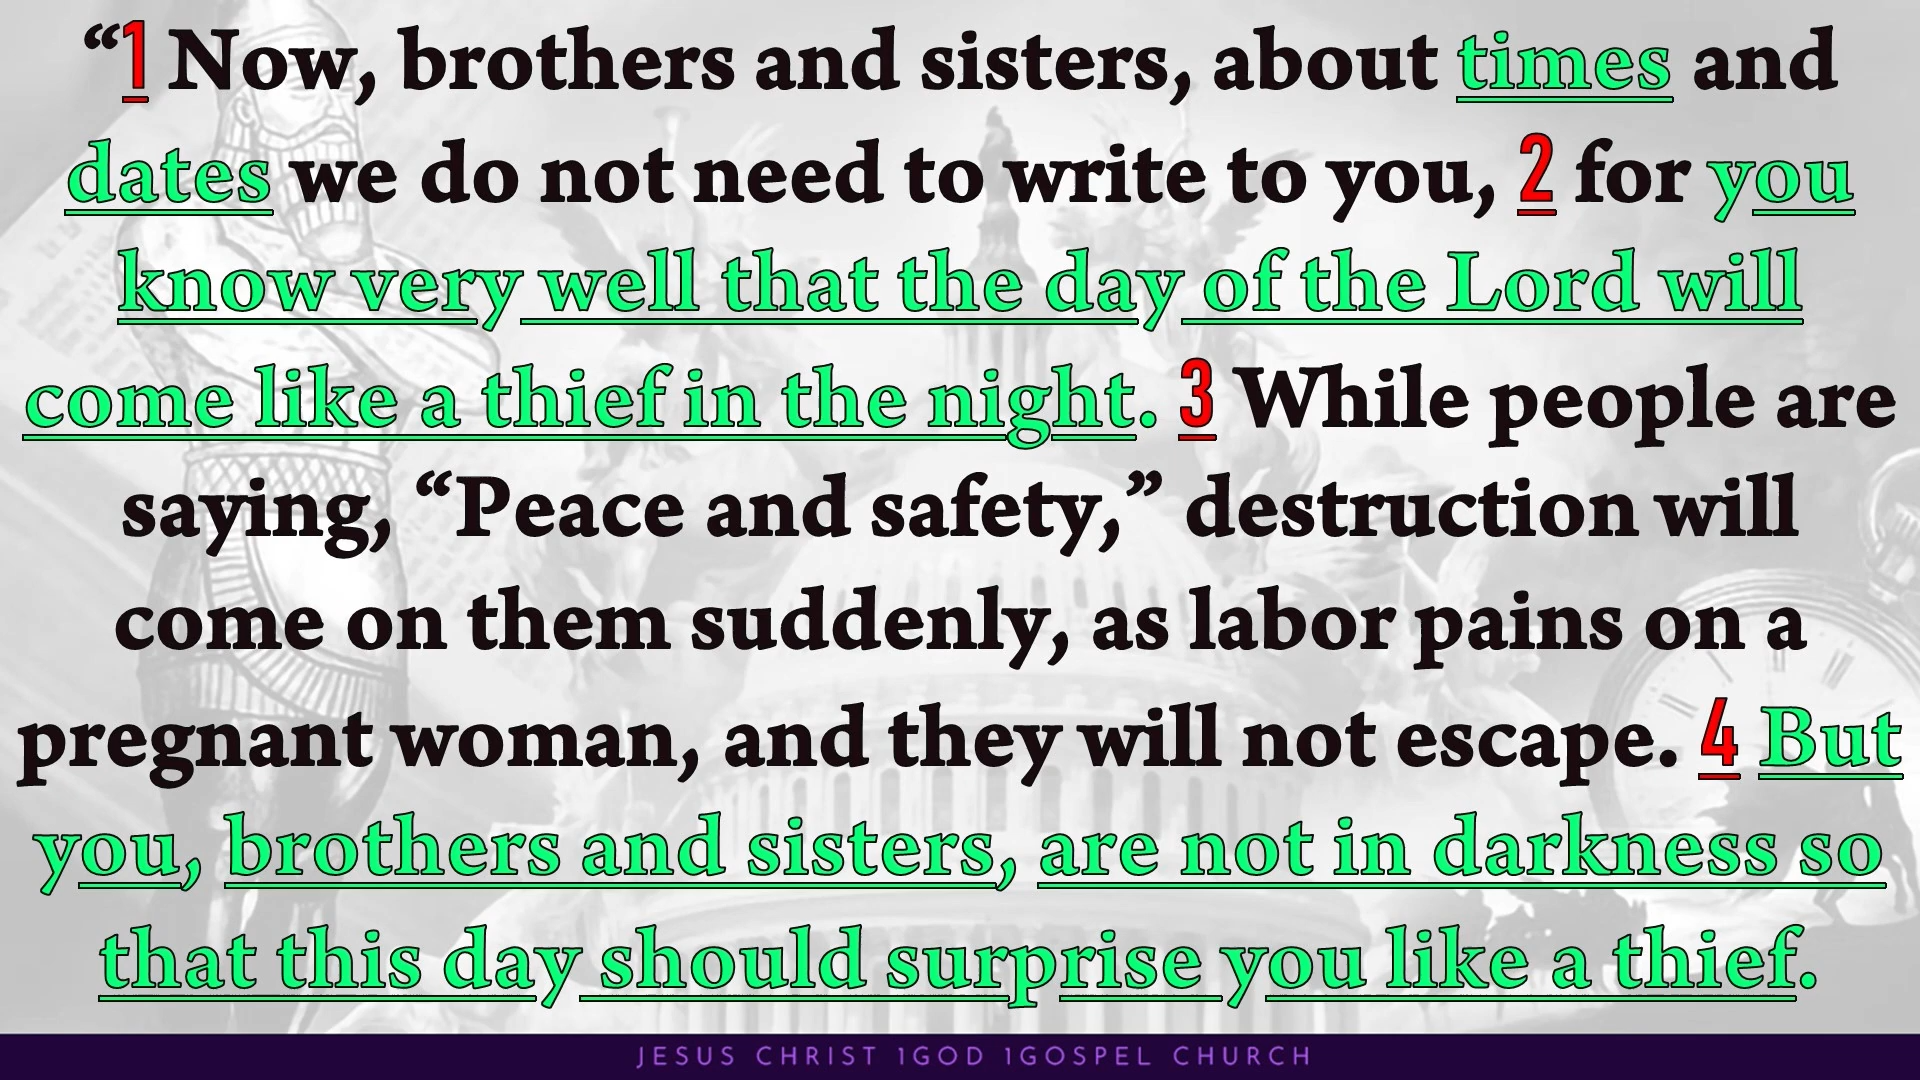 “1 Now, brothers and sisters, about times and
dates we do not need to write to you, 2 for you
know very well that the day of the Lord will
come like a thief in the night. 3 While people are
saying, “Peace and safety,” destruction will
come on them suddenly, as labor pains on a
pregnant woman, and they will not escape. 4 But
you, brothers and sisters, are not in darkness so
that this day should surprise you like a thief.
JESUS CHRIST 1GOD 1GOSPEL CHURCH